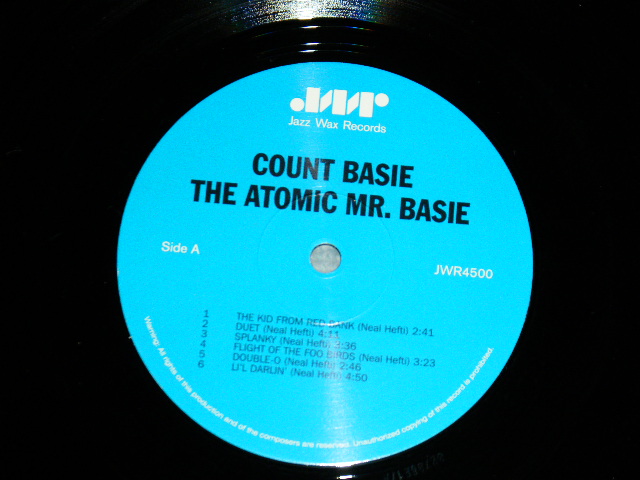 JWR
Jazz Wax Records
COUNT BASIE
THE ATOMiC MR. BASIE
Side A
JWR4500
1 THE KID FROM RED BANK (Neal Hefti) 2:41
2 DUET (Neal Hefti) 4:11
3 SPLANKY (Neal Hefti) 3:36
4 FLIGHT OF THE FOO BIRDS (Neal Hefti) 3:23
5 DOUBLE-O (Neal Hefti) 2:46
6 LI'L DARLIN' (Neal Hefti) 4:50
Warning: All rights of this production and of the composers are reserved. Unauthorized copying of this record is prohibited.